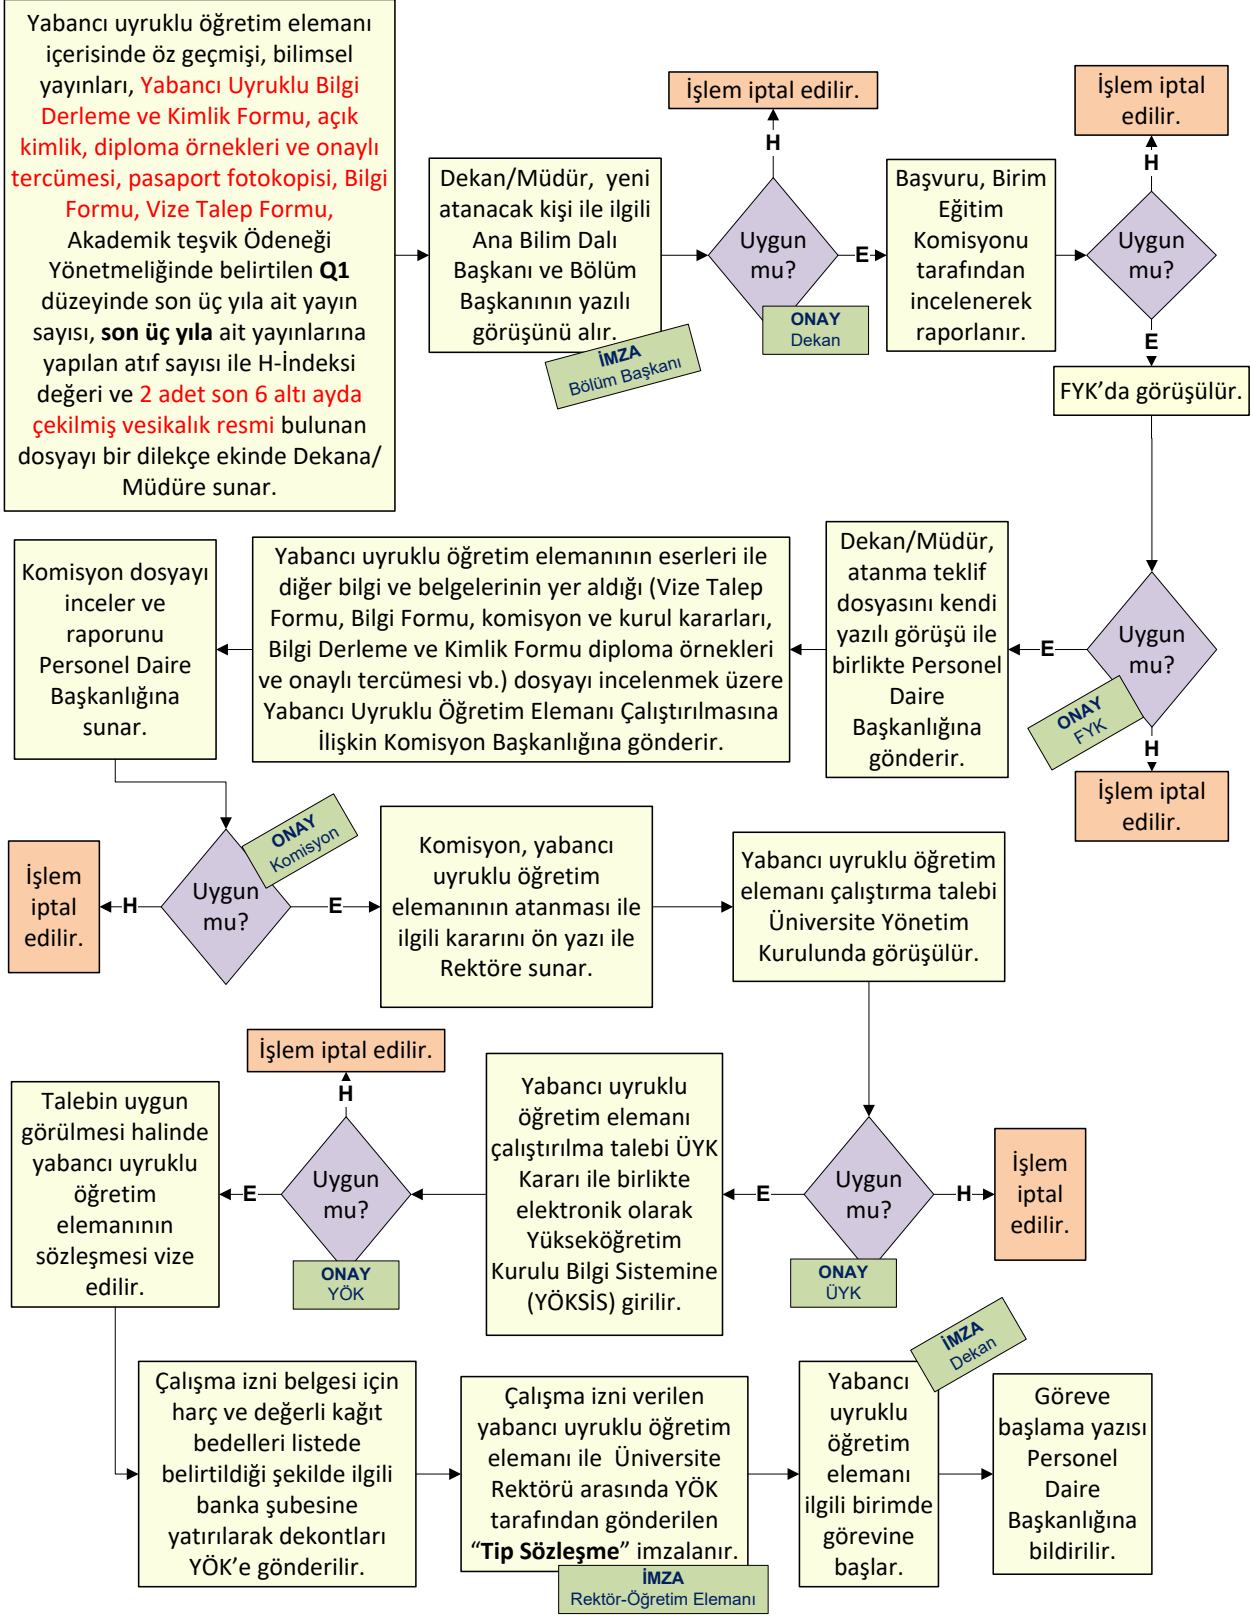 Yabancı uyruklu öğretim elemanı
içerisinde öz geçmişi, bilimsel
yayınları, Yabancı Uyruklu Bilgi
Derleme ve Kimlik Formu, açık
kimlik, diploma örnekleri ve onaylı
tercümesi, pasaport fotokopisi, Bilgi
Formu, Vize Talep Formu,
Akademik teşvik Ödeneği
Yönetmeliğinde belirtilen Q1
düzeyinde son üç yıla ait yayın
sayısı, son üç yıla ait yayınlarına
yapılan atıf sayısı ile H-İndeksi
değeri ve 2 adet son 6 altı ayda
çekilmiş vesikalık resmi bulunan
dosyayı bir dilekçe ekinde Dekana/
Müdüre sunar.
Dekan/Müdür, yeni
atanacak kişi ile ilgili
Ana Bilim Dalı
Başkanı ve Bölüm
Başkanının yazılı
görüşünü alır.
İMZA
Bölüm Başkanı
İşlem iptal edilir.
H
Uygun
mu?
E
ONAY
Dekan
Başvuru, Birim
Eğitim
Komisyonu
tarafından
incelenerek
raporlanır.
İşlem iptal
edilir.
H
Uygun
mu?
E
FYK'da görüşülür.
Uygun
mu?
ONAY
FYK
H
İşlem iptal
edilir.
E
Dekan/Müdür,
atanma teklif
dosyasını kendi
yazılı görüşü ile
birlikte Personel
Daire
Başkanlığına
gönderir.
Yabancı uyruklu öğretim elemanının eserleri ile
diğer bilgi ve belgelerinin yer aldığı (Vize Talep
Formu, Bilgi Formu, komisyon ve kurul kararları,
Bilgi Derleme ve Kimlik Formu diploma örnekleri
ve onaylı tercümesi vb.) dosyayı incelenmek üzere
Yabancı Uyruklu Öğretim Elemanı Çalıştırılmasına
İlişkin Komisyon Başkanlığına gönderir.
Komisyon dosyayı
inceler ve
raporunu
Personel Daire
Başkanlığına
sunar.
ONAY
Komisyon
Uygun
mu?
H
İşlem
iptal
edilir.
E
Komisyon, yabancı
uyruklu öğretim
elemanının atanması ile
ilgili kararını ön yazı ile
Rektöre sunar.
Yabancı uyruklu öğretim
elemanı çalıştırma talebi
Üniversite Yönetim
Kurulunda görüşülür.
Uygun
mu?
ONAY
ÜYK
H
İşlem
iptal
edilir.
E
Yabancı uyruklu
öğretim elemanı
çalıştırılma talebi ÜYK
Kararı ile birlikte
elektronik olarak
Yükseköğretim
Kurulu Bilgi Sistemine
(YÖKSİS) girilir.
İşlem iptal edilir.
H
Uygun
mu?
ONAY
YÖK
E
Talebin uygun
görülmesi halinde
yabancı uyruklu
öğretim
elemanının
sözleşmesi vize
edilir.
Çalışma izni belgesi için
harç ve değerli kağıt
bedelleri listede
belirtildiği şekilde ilgili
banka şubesine
yatırılarak dekontları
YÖK'e gönderilir.
Çalışma izni verilen
yabancı uyruklu öğretim
elemanı ile Üniversite
Rektörü arasında YÖK
tarafından gönderilen
“Tip Sözleşme” imzalanır.
İMZA
Rektör-Öğretim Elemanı
İMZA
Dekan
Yabancı
uyruklu
öğretim
elemanı
ilgili birimde
görevine
başlar.
Göreve
başlama yazısı
Personel
Daire
Başkanlığına
bildirilir.